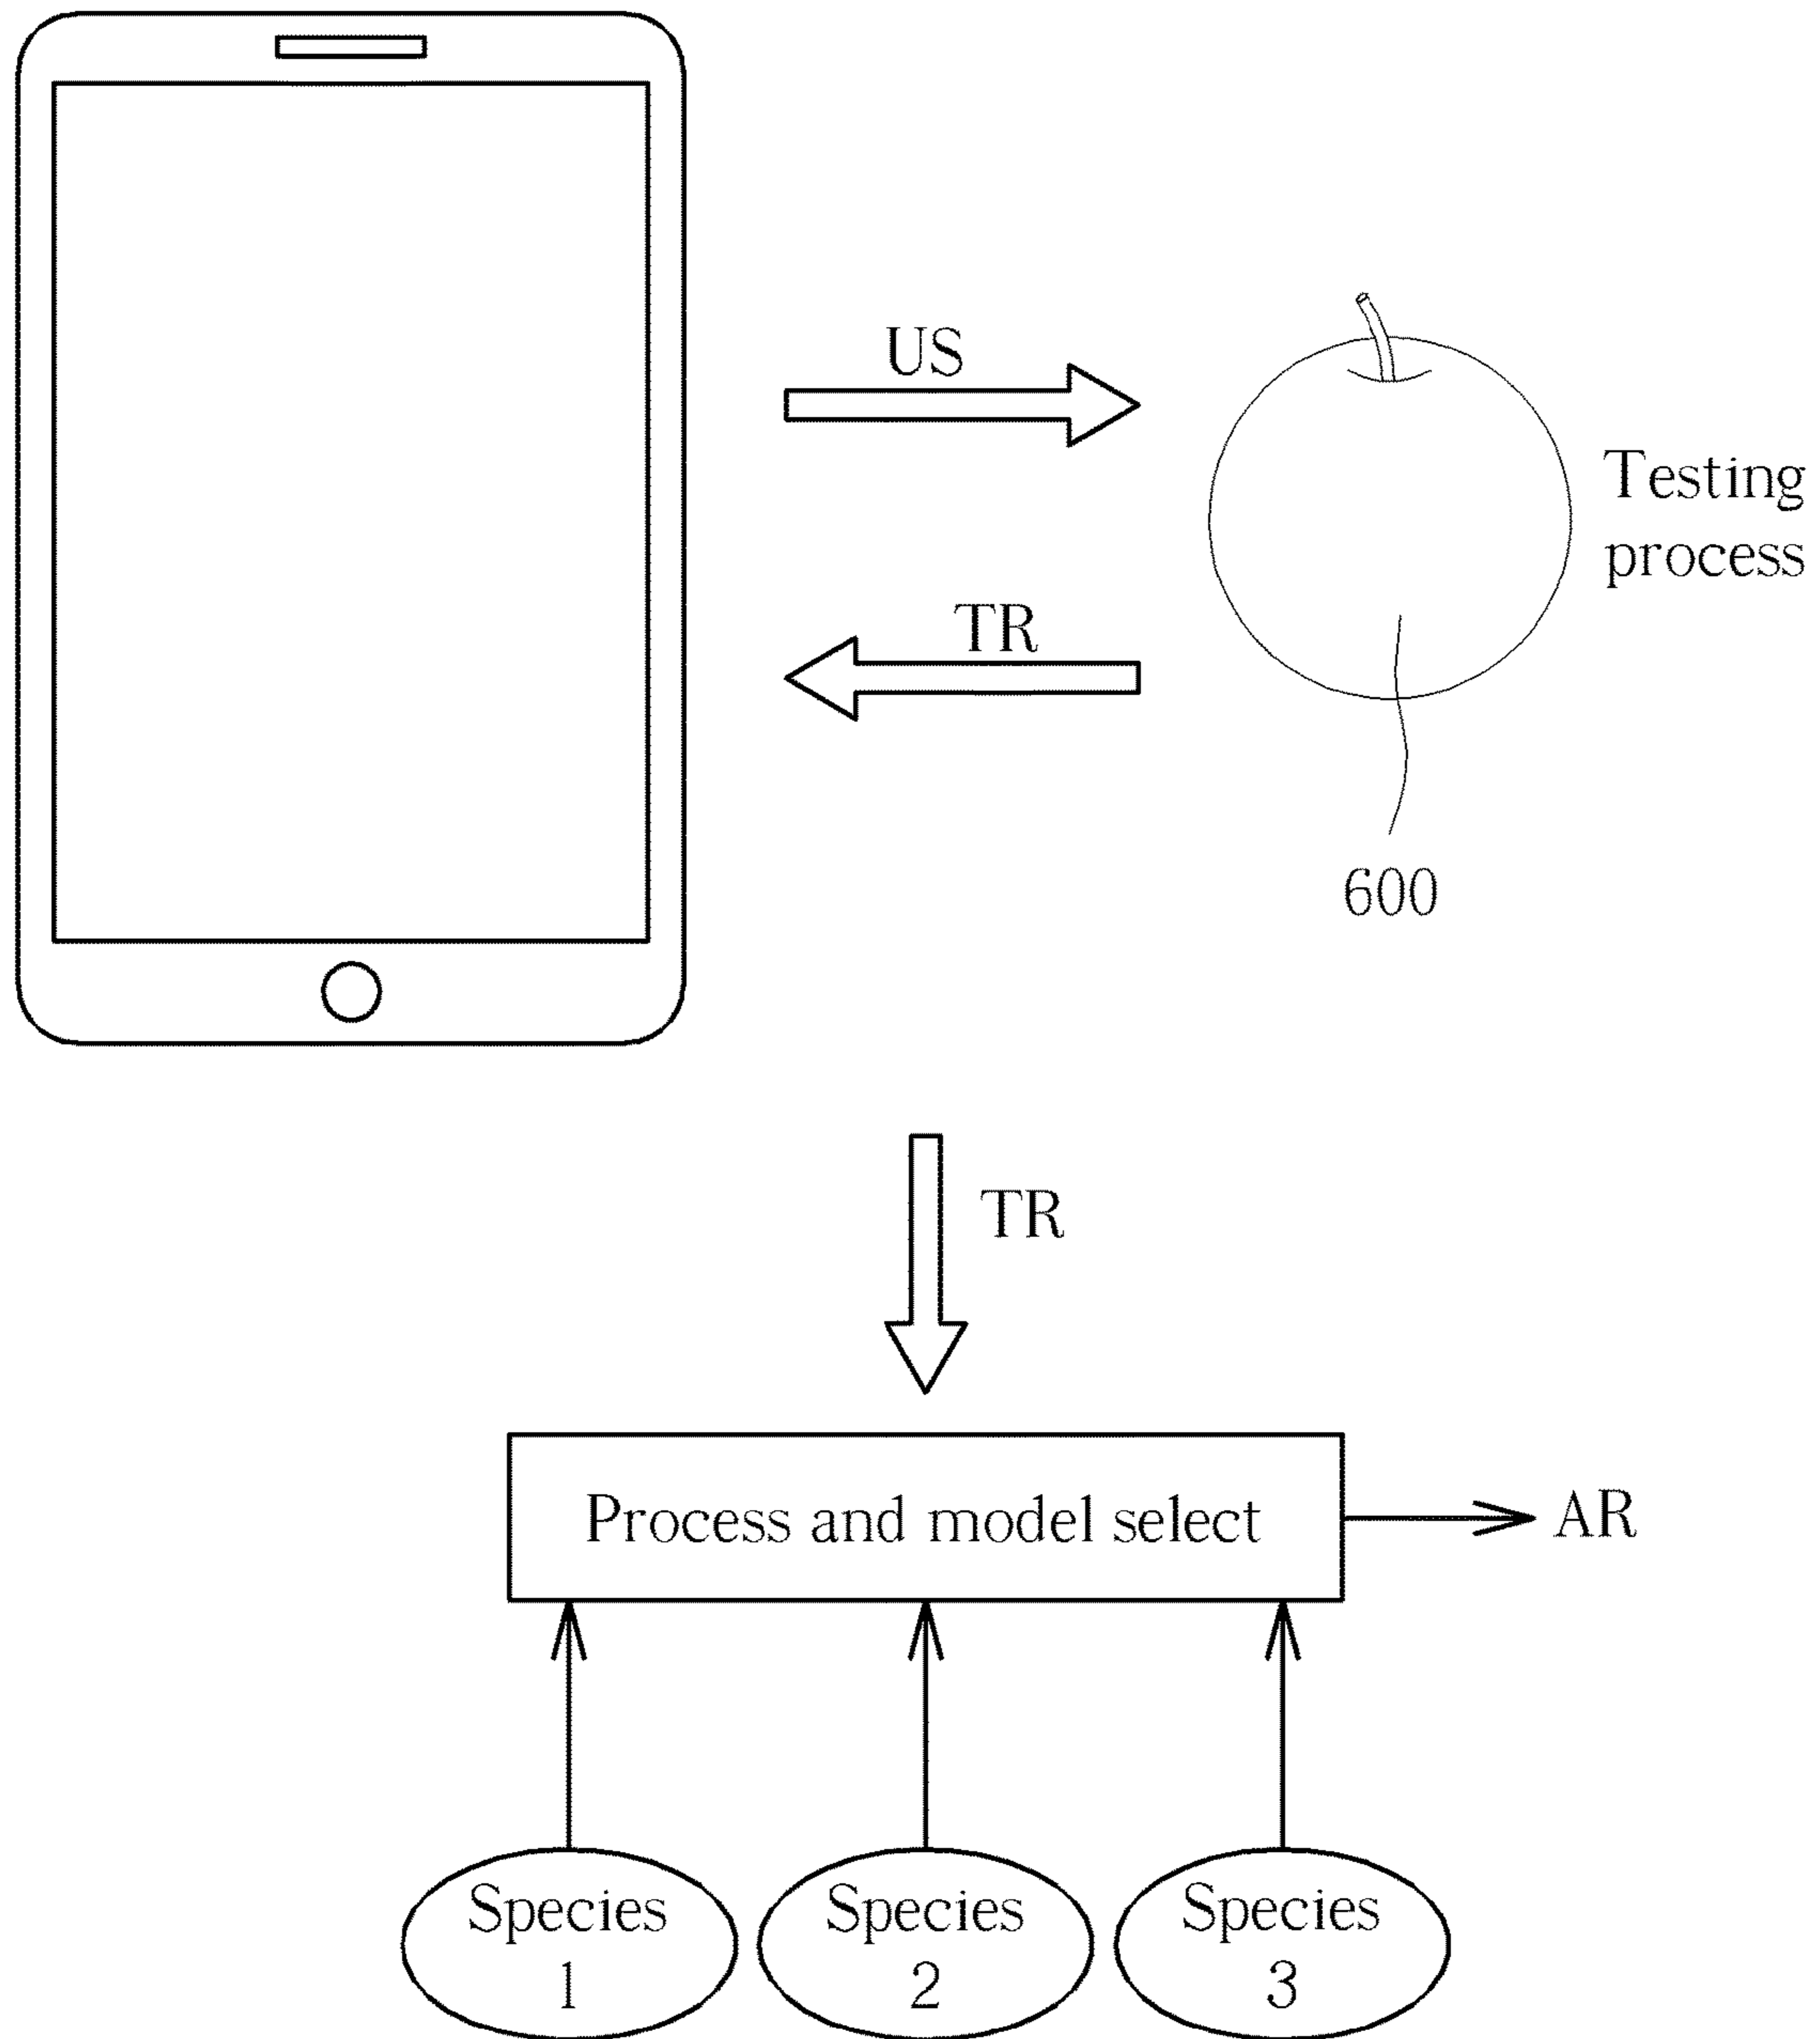 US
Testing
process
TR
600
TR
Process and model select
AR
Species
1
Species
2
Species
3